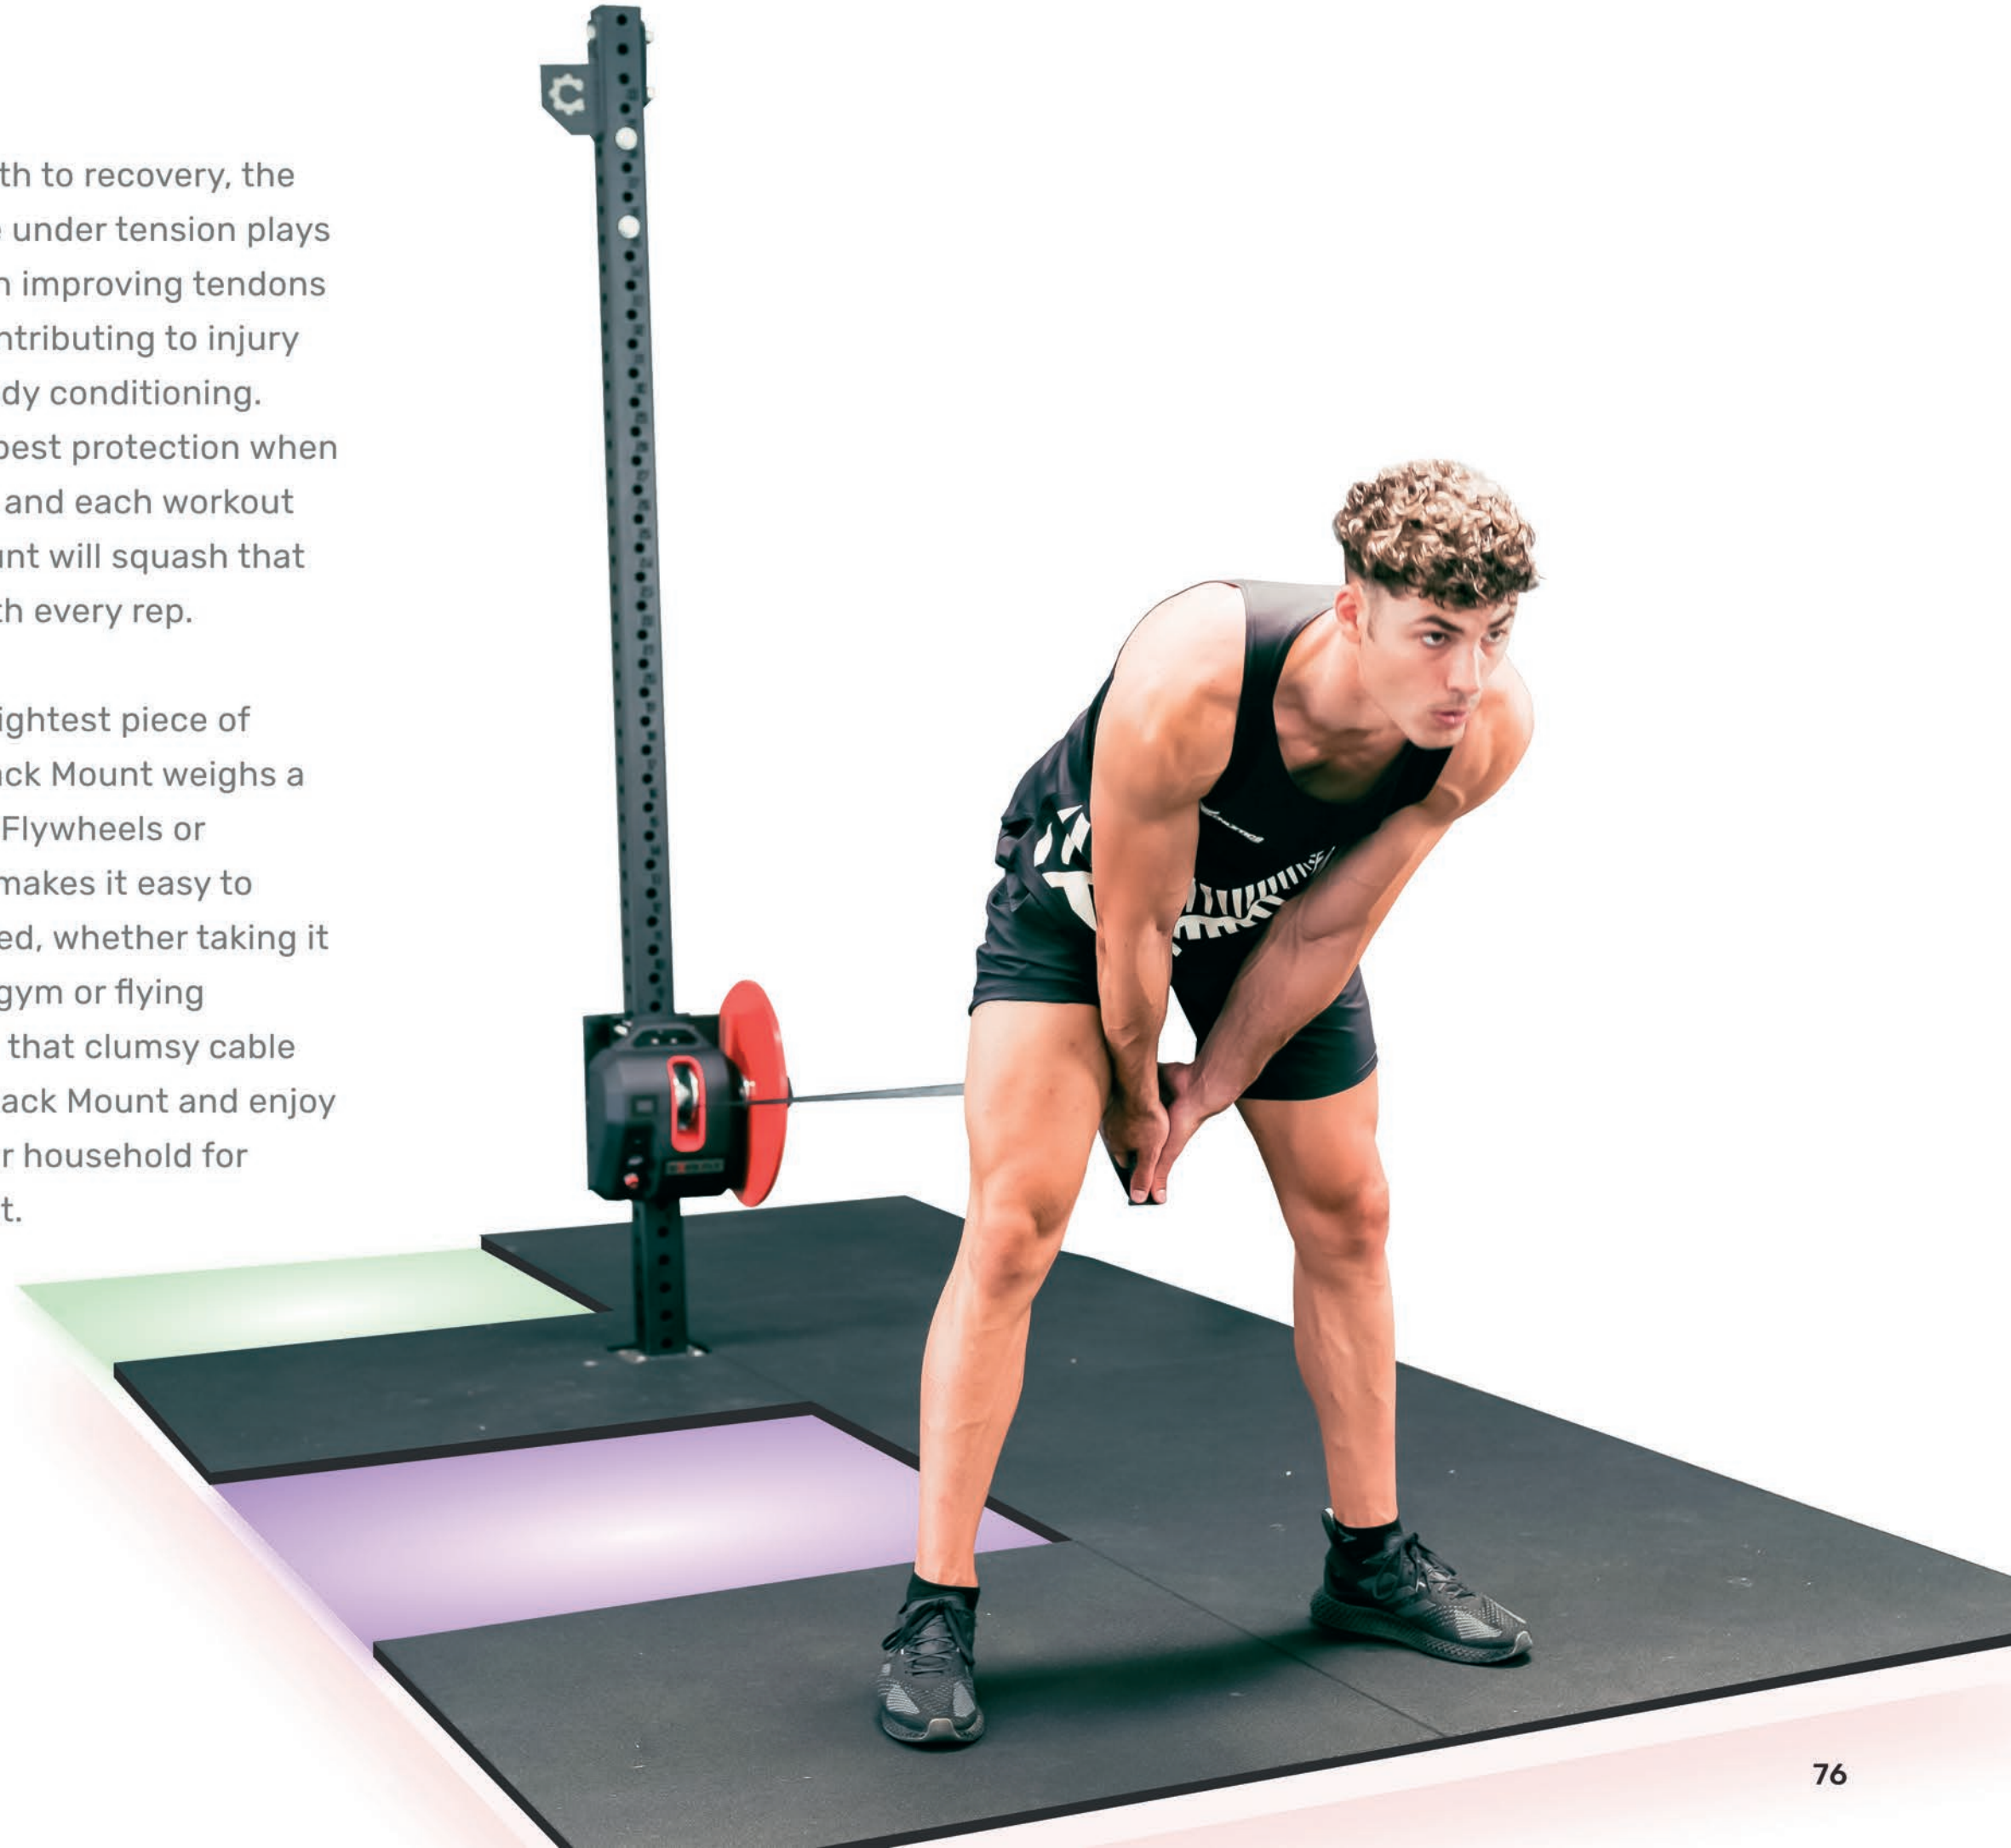 th to recovery, the
under tension plays
improving tendons
ntributing to injury
dy conditioning.
best protection when
and each workout
unt will squash that
th every rep.
ightest piece of
ack Mount weighs a
Flywheels or
makes it easy to
ed, whether taking it
gym or flying
that clumsy cable
ack Mount and enjoy
r household for
t.
76